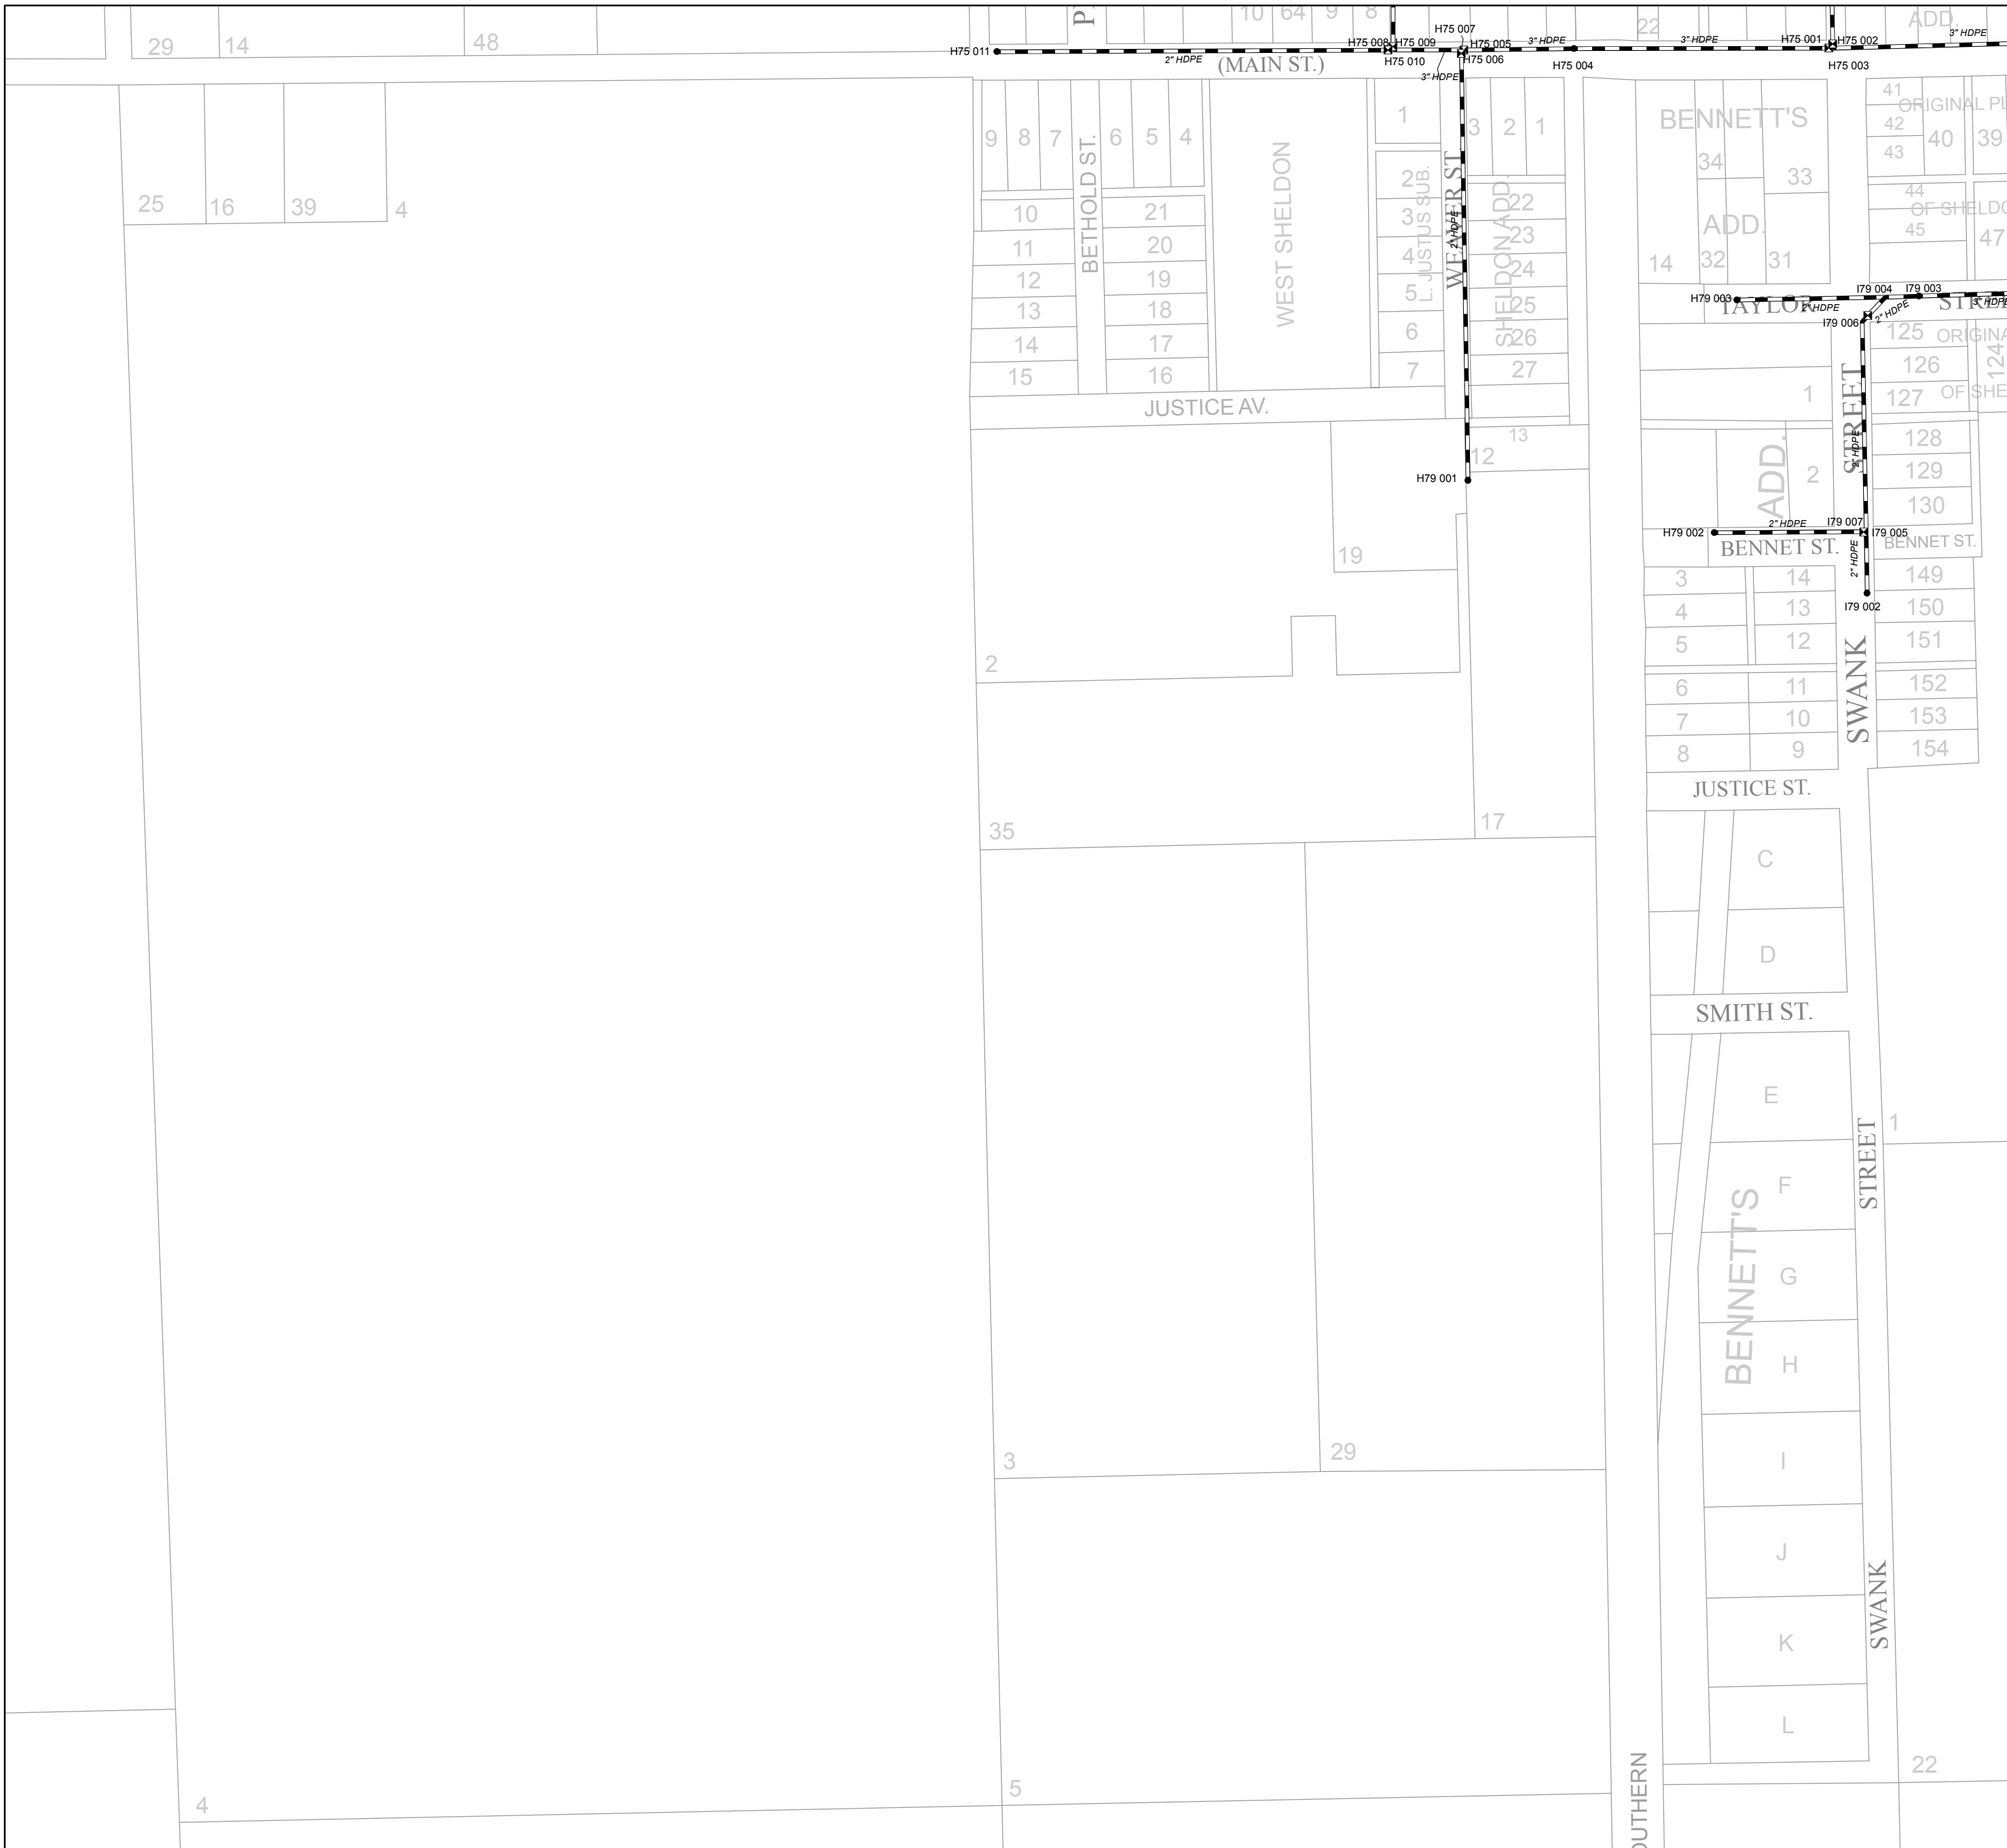 10
64
9
8
22
ADD.
P
29
14
48
H75 011
2" HDPE
(MAIN ST.)
H75 008
H75 009
H75 010
H75 007
H75 005
H75 006
3" HDPE
3" HDPE
H75 004
3" HDPE
H75 001
H75 002
H75 003
3" HDPE
25
16
39
4
9
8
7
BETHOLD ST.
6
5
4
WEST SHELDON
1
2
3
4
5
6
7
L. JUSTUS SUB.
WEAVER ST.
2" HDPE
3
2
1
SHELDON ADD.
22
23
24
25
26
27
10
11
12
13
14
15
21
20
19
18
17
16
JUSTICE AV.
13
12
H79 001
BENNETT'S
ADD.
34
33
14
32
31
41
42
43
40
39
ORIGINAL PL
44
45
OF SHELDO
47
H79 003
TAYLOR
2" HDPE
I79 004
I79 003
STREE
3" HDPE
2" HDPE
I79 006
125
126
127
ORIGINA
OF SHE
124
1
STREET
2" HDPE
ADD.
2
128
129
130
H79 002
2" HDPE
I79 007
I79 005
BENNET ST.
BENNET ST.
2" HDPE
I79 002
3
4
5
14
13
12
149
150
151
6
7
8
11
10
9
SWANK
152
153
154
JUSTICE ST.
19
2
35
17
C
D
SMITH ST.
E
F
G
H
I
J
K
L
BENNETT'S
STREET
SWANK
1
3
29
4
5
22
OUTHERN